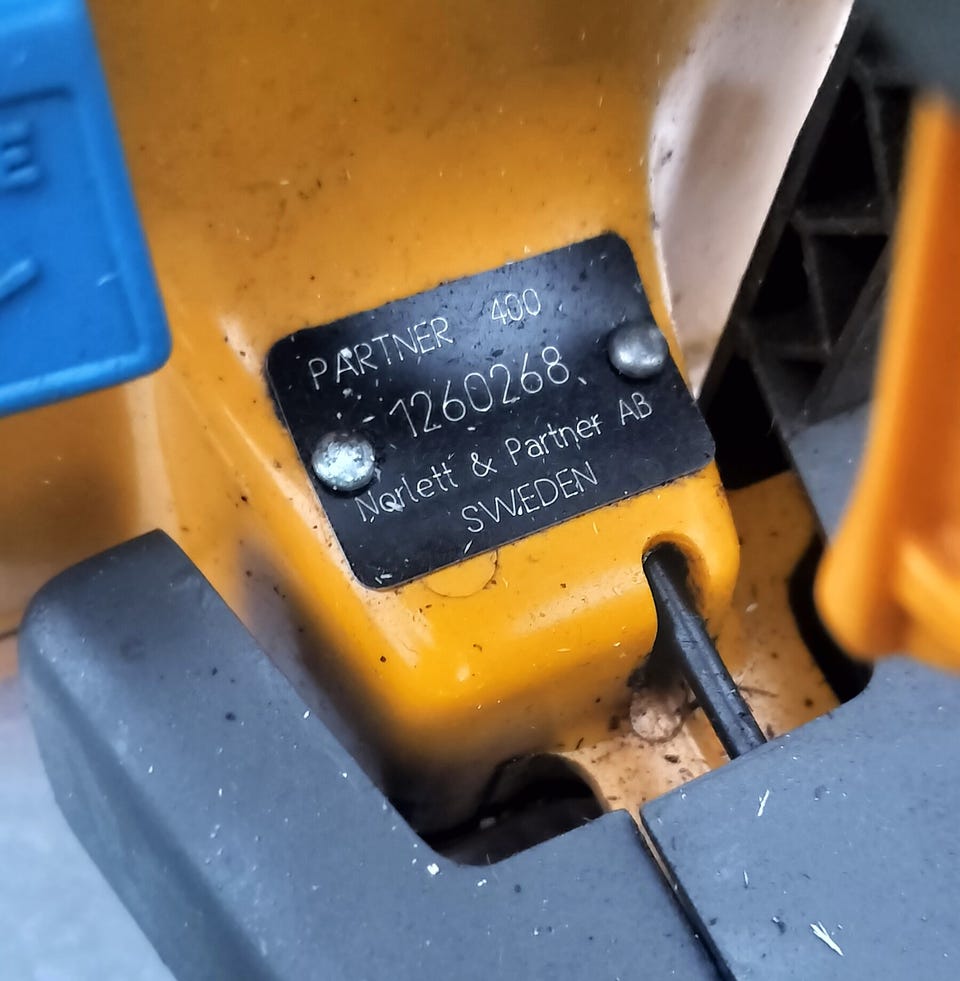 E
PARTNER 400
1260268
Norlett & Partner AB
SWEDEN